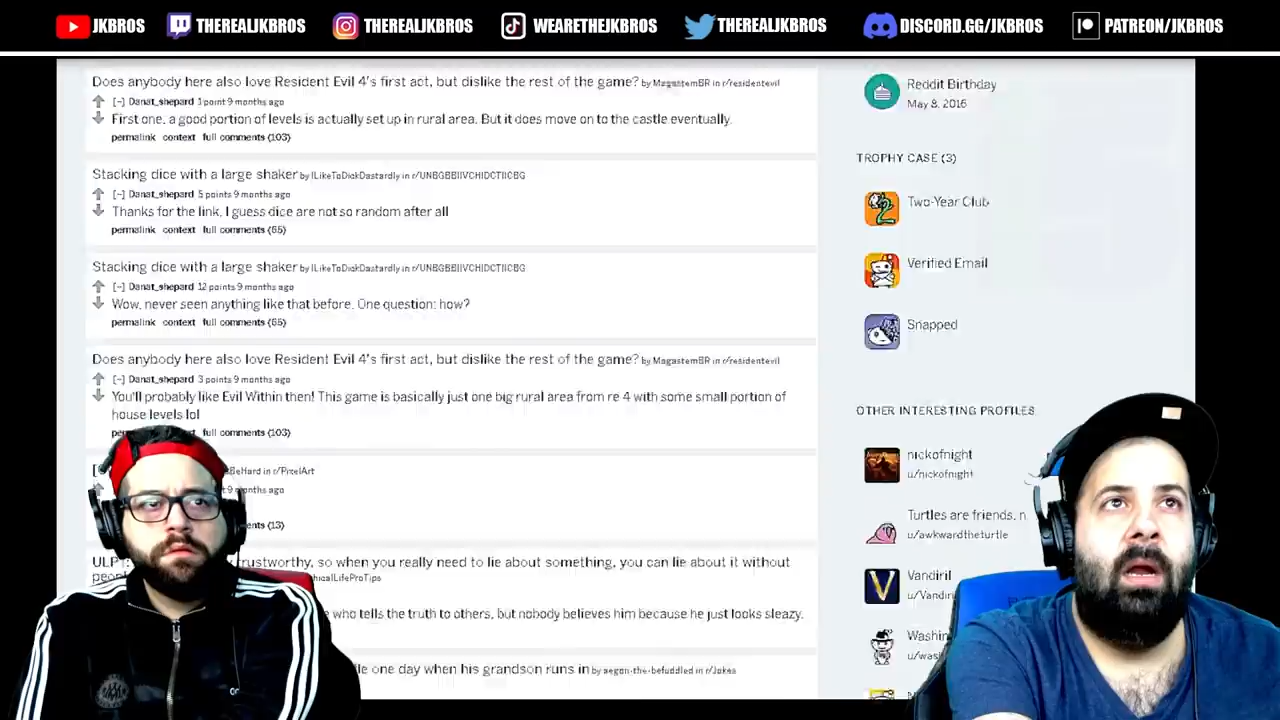 JKBROS THEREALJKBROS THEREALJKBROS WEARETHEJKBROS THEREALJKBROS DISCORD.GG/JKBROS PATREON/JKBROS
Does anybody here also love Resident Evil 4's first act, but dislike the rest of the game? by MagastemBR in r/residentevil
[–] Danat_shepard 1 point 9 months ago
First one, a good portion of levels is actually set up in rural area. But it does move on to the castle eventually.
permalink context full comments (103)
Stacking dice with a large shaker by ILikeToDickDastardly in
[–] Danat_shepard 5 points 9 months ago
Thanks for the link, I guess dice are not so random after all
permalink context full comments (65)
Stacking dice with a large shaker by ILikeToDickDastardly in
[–] Danat_shepard 12 points 9 months ago
Wow, never seen anything like that before. One question: how?
permalink context full comments (65)
Does anybody here also love Resident Evil 4's first act, but dislike the rest of the game? by MagastemBR in r/residentevil
[–] Danat_shepard 3 points 9 months ago
You'll probably like Evil Within then! This game is basically just one big rural area from re 4 with some small portion of
house levels lol
full comments (103)
BeHard in r/PixelArt
9 months ago
(13)
trustworthy, so when you really need to lie about something, you can lie about it without
who tells the truth to others, but nobody believes him because he just looks sleazy.
one day when his grandson runs in by aegon-the-befuddled in r/Jokes
Reddit Birthday
May 8, 2016
TROPHY CASE (3)
Two-Year Club
Verified Email
Snapped
OTHER INTERESTING PROFILES
nickofnight
u/nickofnight
Turtles are friends, n
u/awkwardtheturtle
Vandiril
u/Vandiri
Washin
u/wash